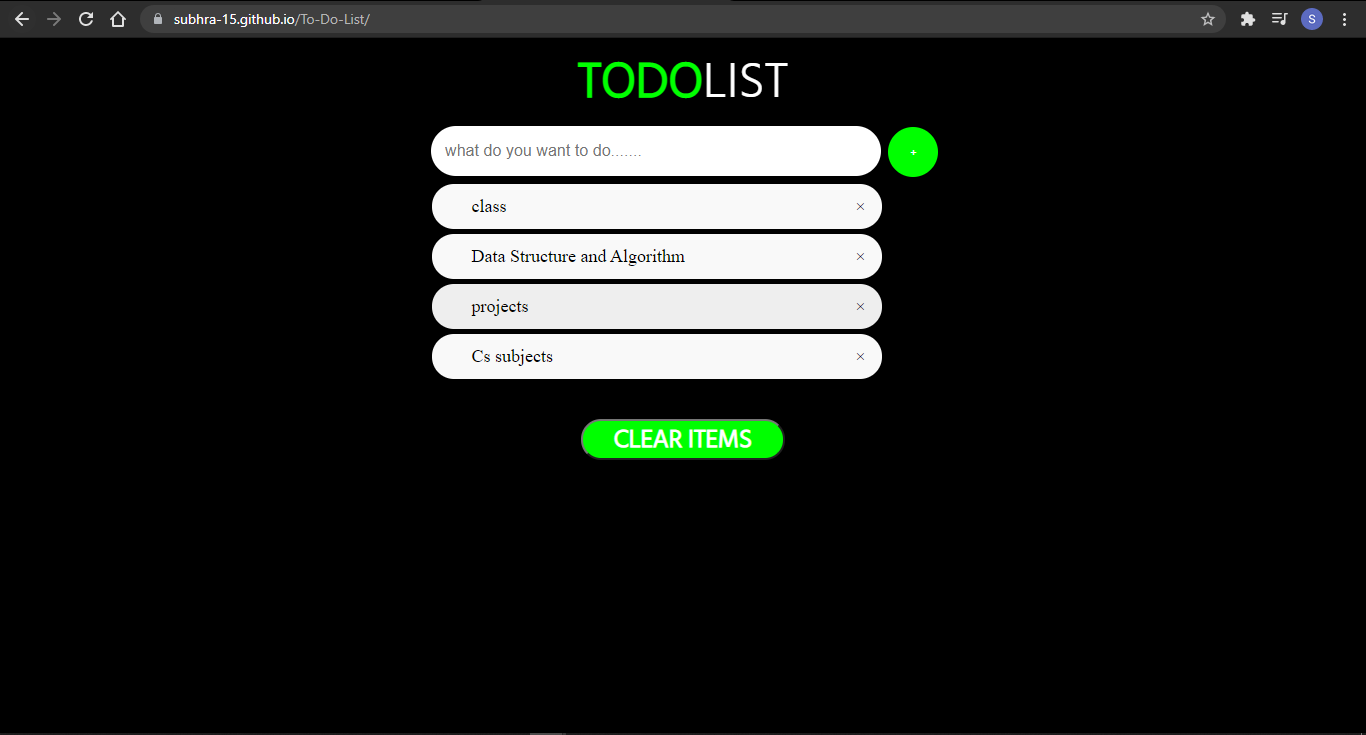 subhra-15.github.io/To-Do-List/
S
TODOLIST
what do you want to do.......
+
class ×
Data Structure and Algorithm ×
projects ×
Cs subjects ×
CLEAR ITEMS